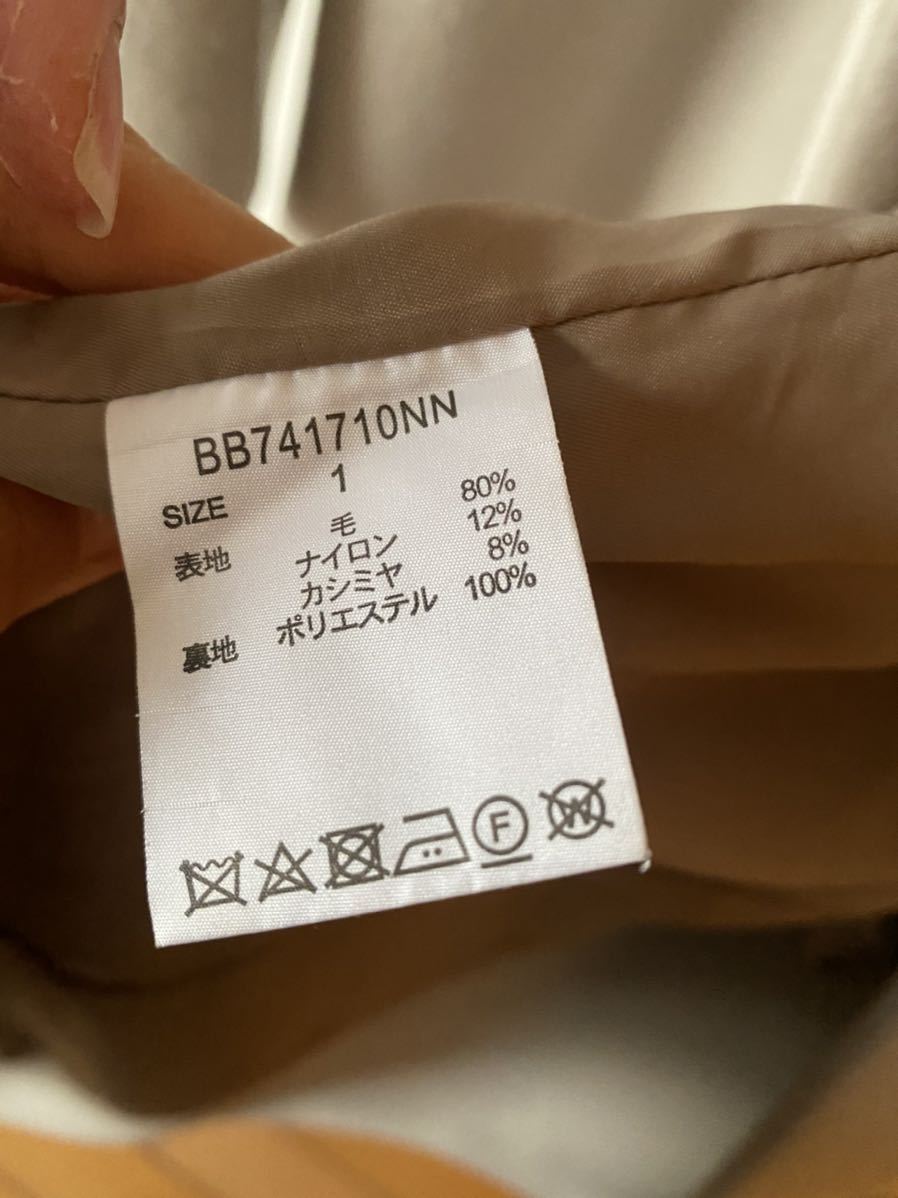 BB741710NN
SIZE 1
表地 毛 80%
ナイロン 12%
カシミヤ 8%
裏地 ポリエステル 100%
F W